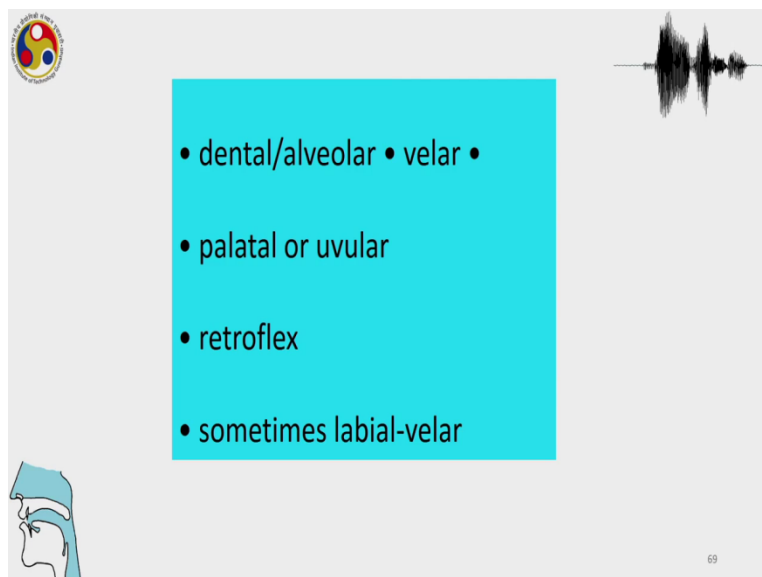 • dental/alveolar • velar •
• palatal or uvular
• retroflex
• sometimes labial-velar
69